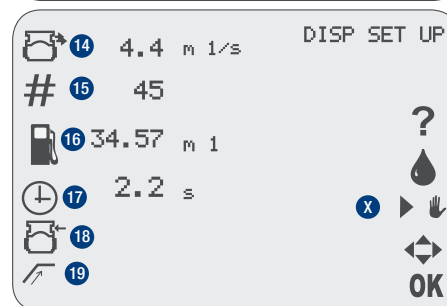 DISP SET UP
14 4.4 m 1/s
# 15 45
?
16 34.57 m 1
17 2.2 s
X
18
19
OK